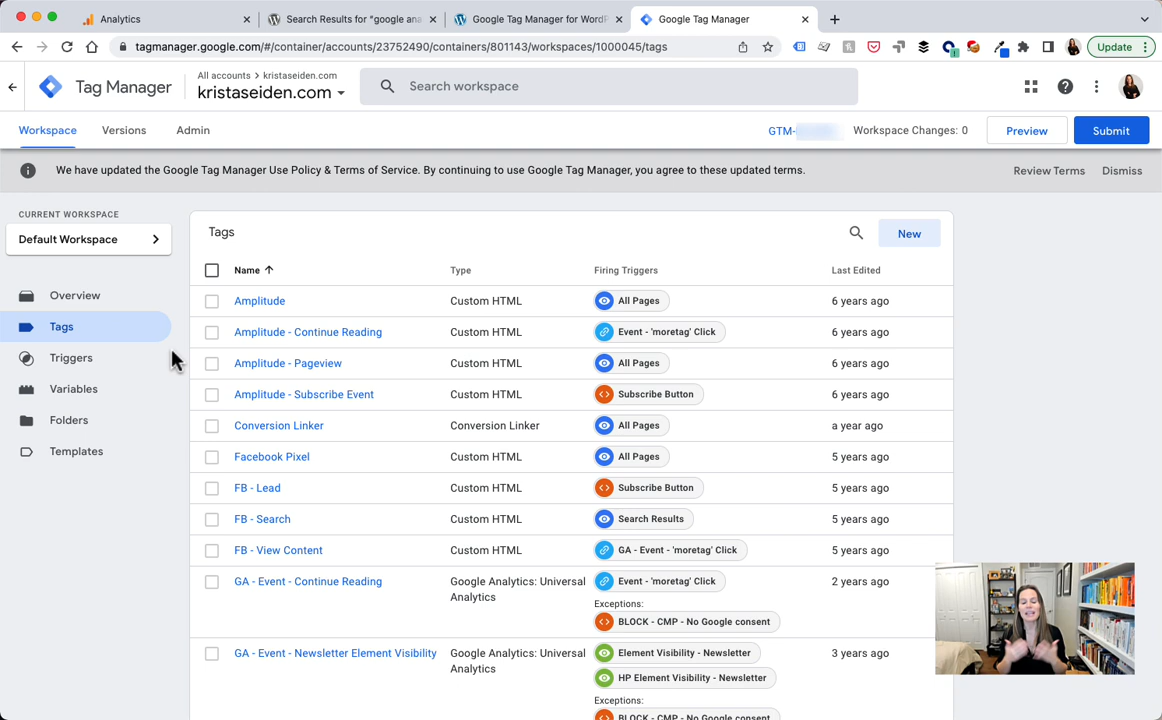 Analytics
Search Results for "google ana
Google Tag Manager for WordP
Google Tag Manager
tagmanager.google.com/#/container/accounts/23752490/containers/801143/workspaces/1000045/tags
Update
Tag Manager
All accounts > kristaseiden.com
kristaseiden.com
Search workspace
Workspace
Versions
Admin
GTM-
Workspace Changes: 0
Preview
Submit
We have updated the Google Tag Manager Use Policy & Terms of Service. By continuing to use Google Tag Manager, you agree to these updated terms.
Review Terms
Dismiss
CURRENT WORKSPACE
Default Workspace
Overview
Tags
Triggers
Variables
Folders
Templates
Tags
New
Name Type Firing Triggers Last Edited
Amplitude Custom HTML All Pages 6 years ago
Amplitude - Continue Reading Custom HTML Event - 'moretag' Click 6 years ago
Amplitude - Pageview Custom HTML All Pages 6 years ago
Amplitude - Subscribe Event Custom HTML Subscribe Button 6 years ago
Conversion Linker Conversion Linker All Pages a year ago
Facebook Pixel Custom HTML All Pages 5 years ago
FB - Lead Custom HTML Subscribe Button 5 years ago
FB - Search Custom HTML Search Results 5 years ago
FB - View Content Custom HTML GA - Event - 'moretag' Click 5 years ago
GA - Event - Continue Reading Google Analytics: Universal Event - 'moretag' Click 2 years ago
Analytics
Exceptions:
BLOCK - CMP - No Google consent
GA - Event - Newsletter Element Visibility Google Analytics: Universal Element Visibility - Newsletter 3 years ago
Analytics HP Element Visibility - Newsletter
Exceptions:
BLOCK - CMP - No Google consent